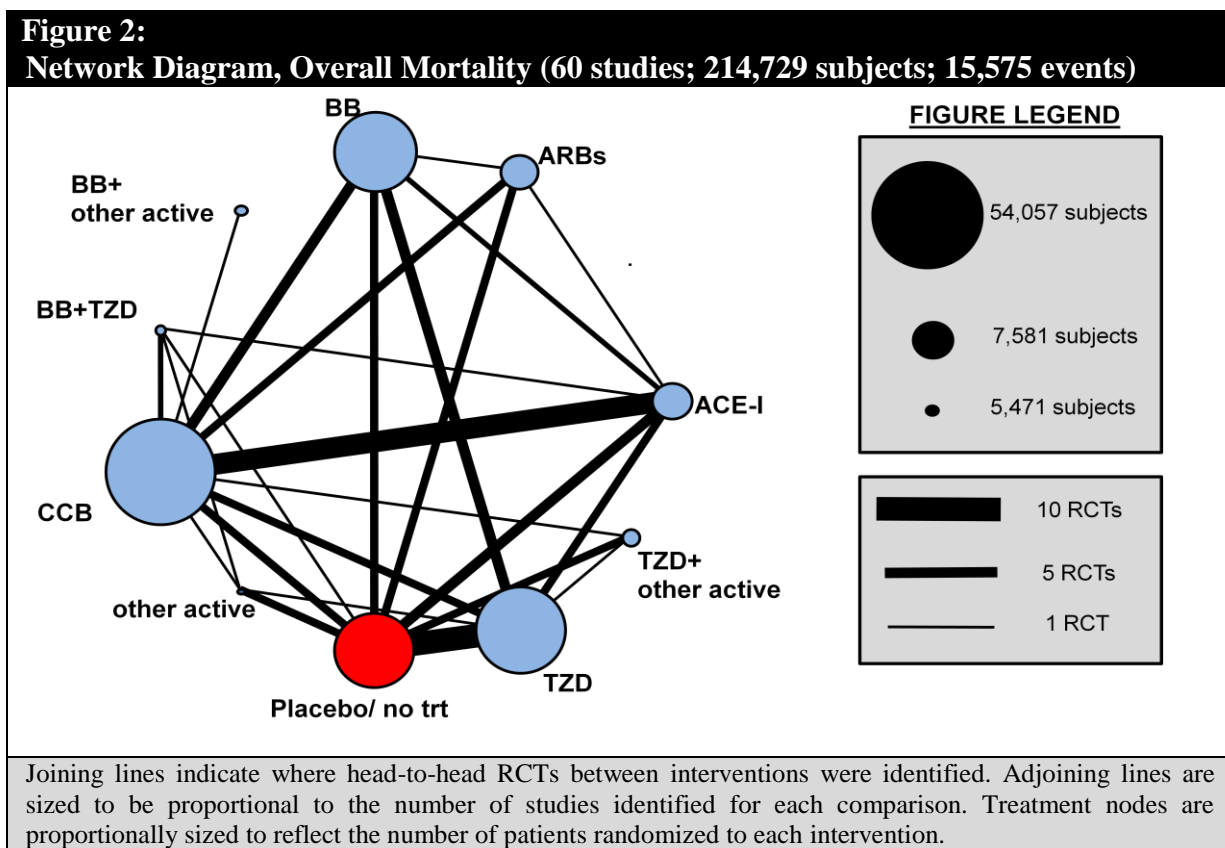 Figure 2:
Network Diagram, Overall Mortality (60 studies; 214,729 subjects; 15,575 events)
BB
ARBs
BB+
other active
BB+TZD
ACE-I
CCB
TZD+
other active
other active
TZD
Placebo/ no trt
FIGURE LEGEND
54,057 subjects
7,581 subjects
5,471 subjects
10 RCTs
5 RCTs
1 RCT
Joining lines indicate where head-to-head RCTs between interventions were identified. Adjoining lines are
sized to be proportional to the number of studies identified for each comparison. Treatment nodes are
proportionally sized to reflect the number of patients randomized to each intervention.